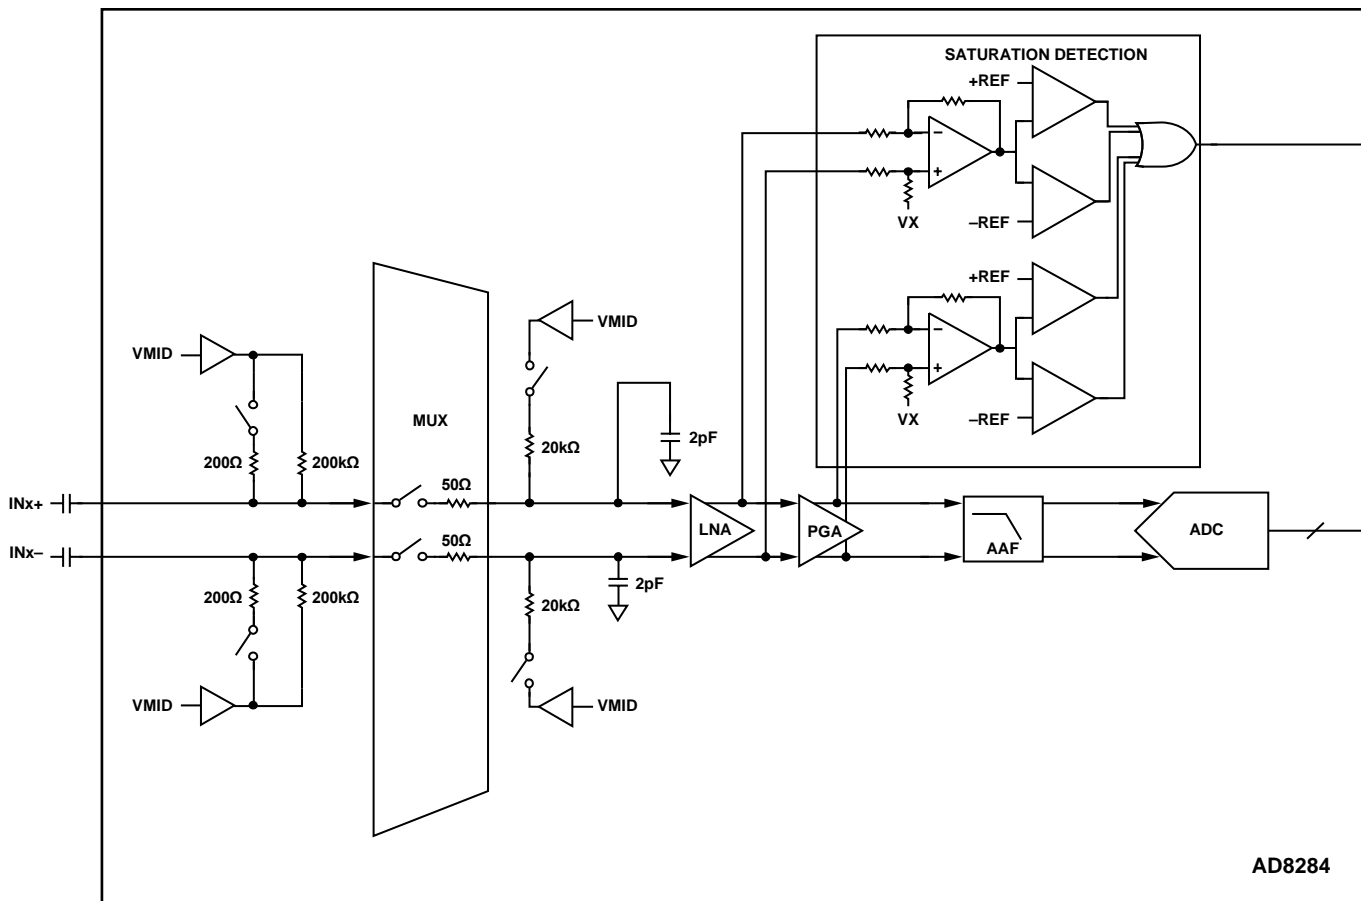 SATURATION DETECTION
+REF
–
+
VX
–REF
+REF
–
+
VX
–REF
VMID
VMID
MUX
200Ω
200kΩ
50Ω
20kΩ
2pF
INx+
INx–
LNA
PGA
AAF
ADC
50Ω
200Ω
200kΩ
20kΩ
2pF
VMID
VMID
AD8284